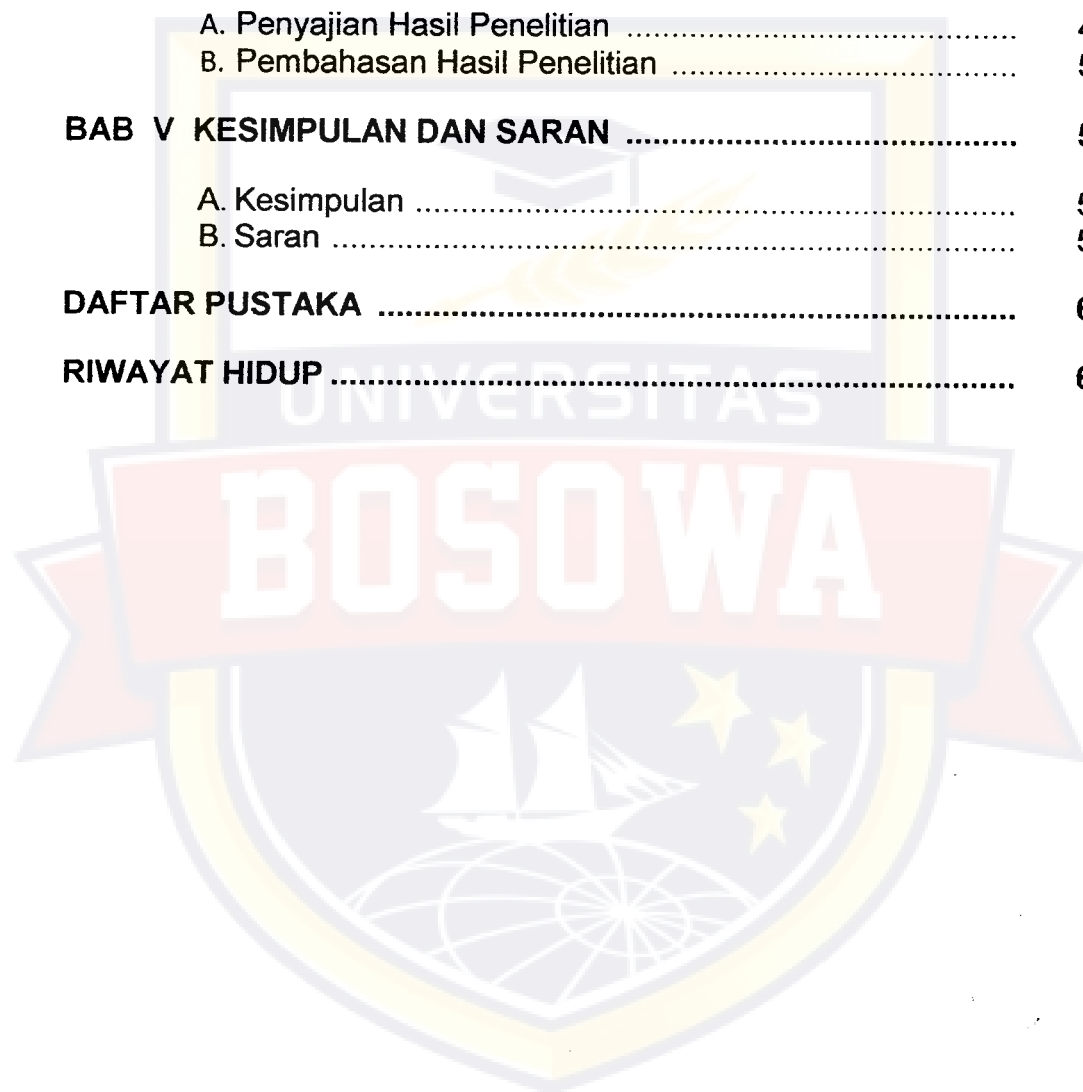 A. Penyajian Hasil Penelitian ................................................
B. Pembahasan Hasil Penelitian ..........................................
BAB V KESIMPULAN DAN SARAN ..........................................
A. Kesimpulan ..........................................................................
B. Saran ....................................................................................
DAFTAR PUSTAKA ......................................................................
RIWAYAT HIDUP ...........................................................................
UNIVERSITAS
BOSOWA